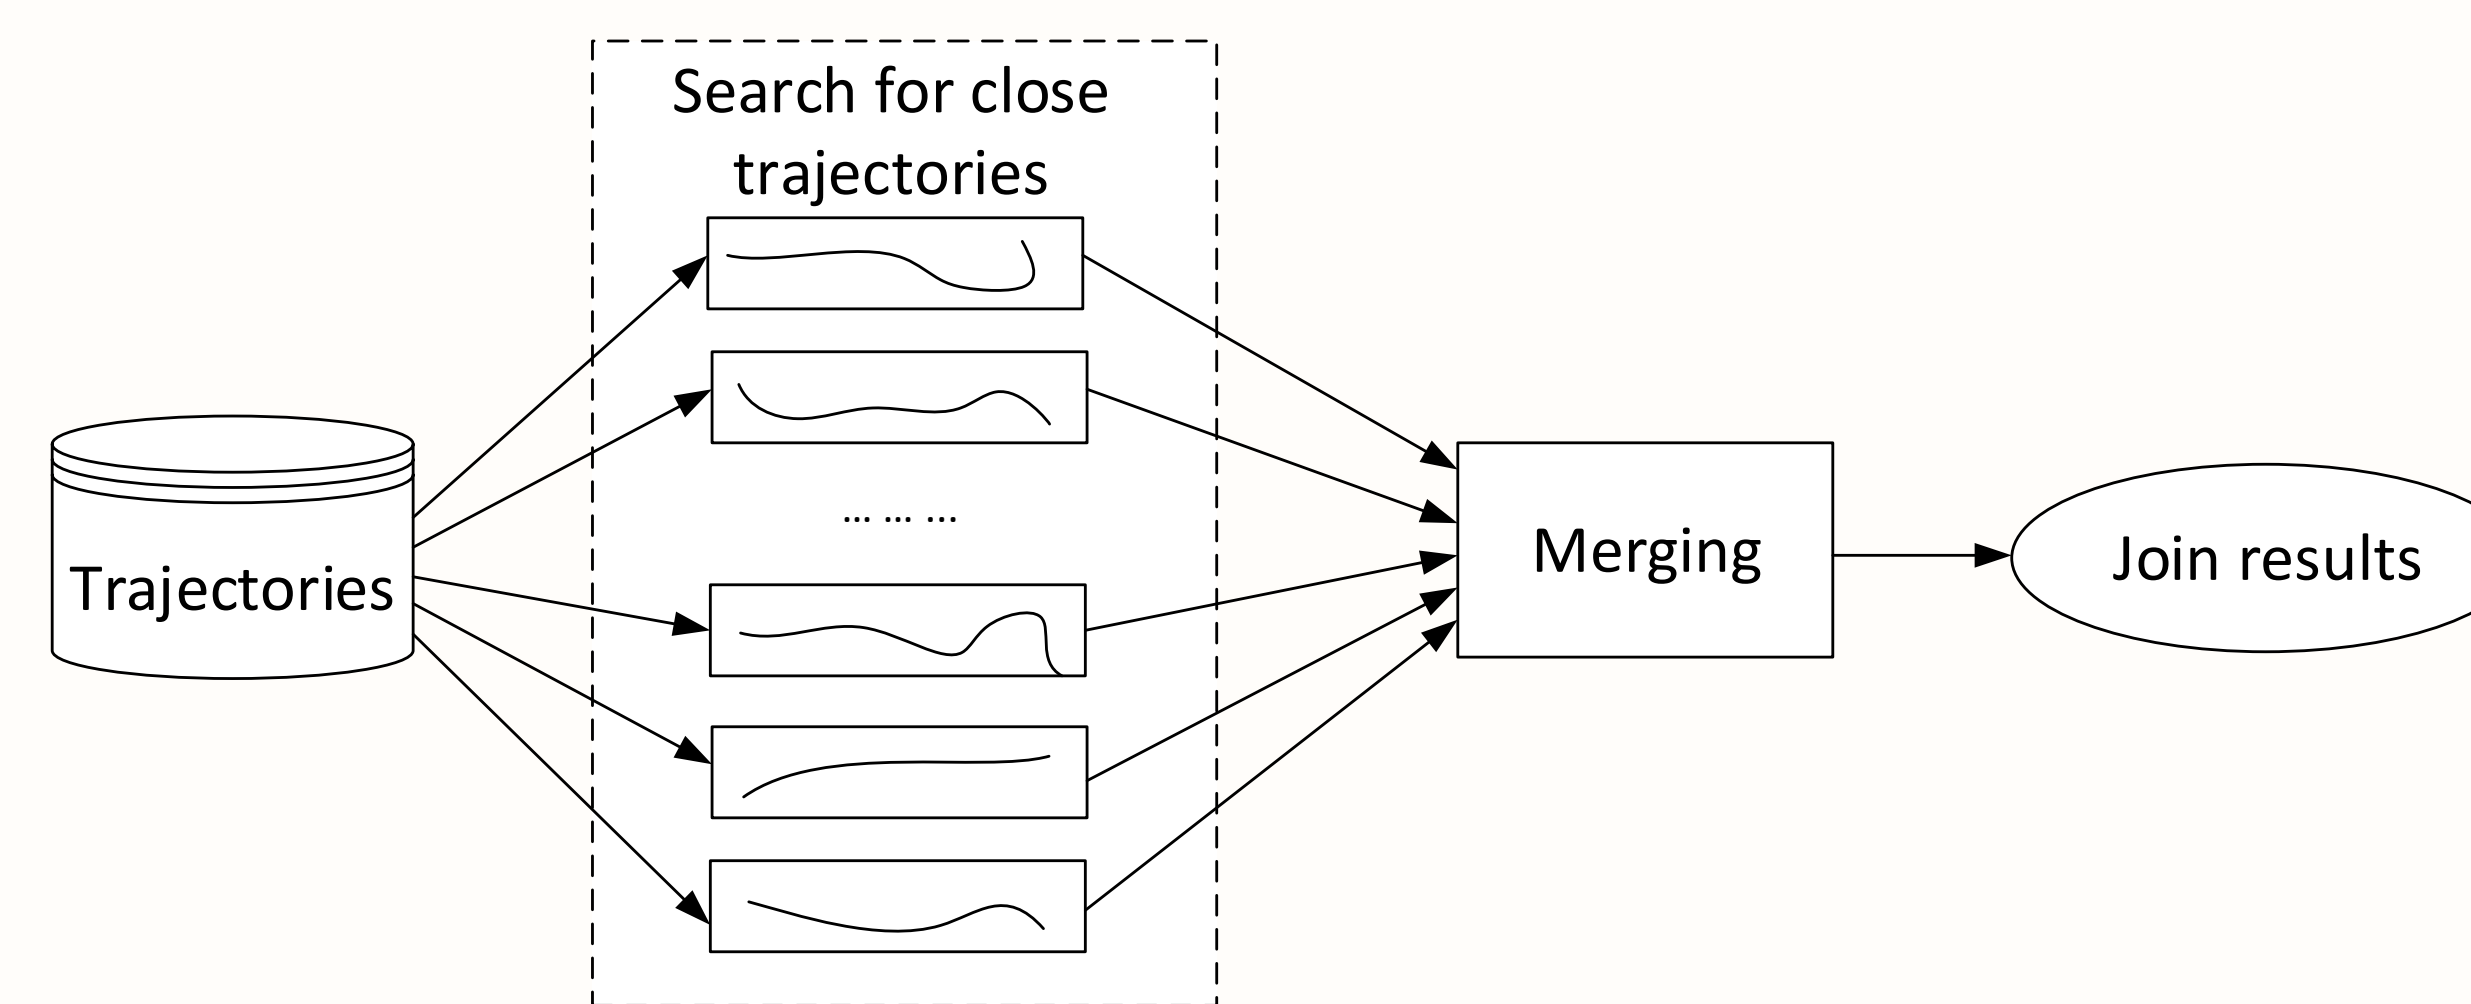 Search for close
trajectories
... ... ...
Trajectories
Merging
Join results